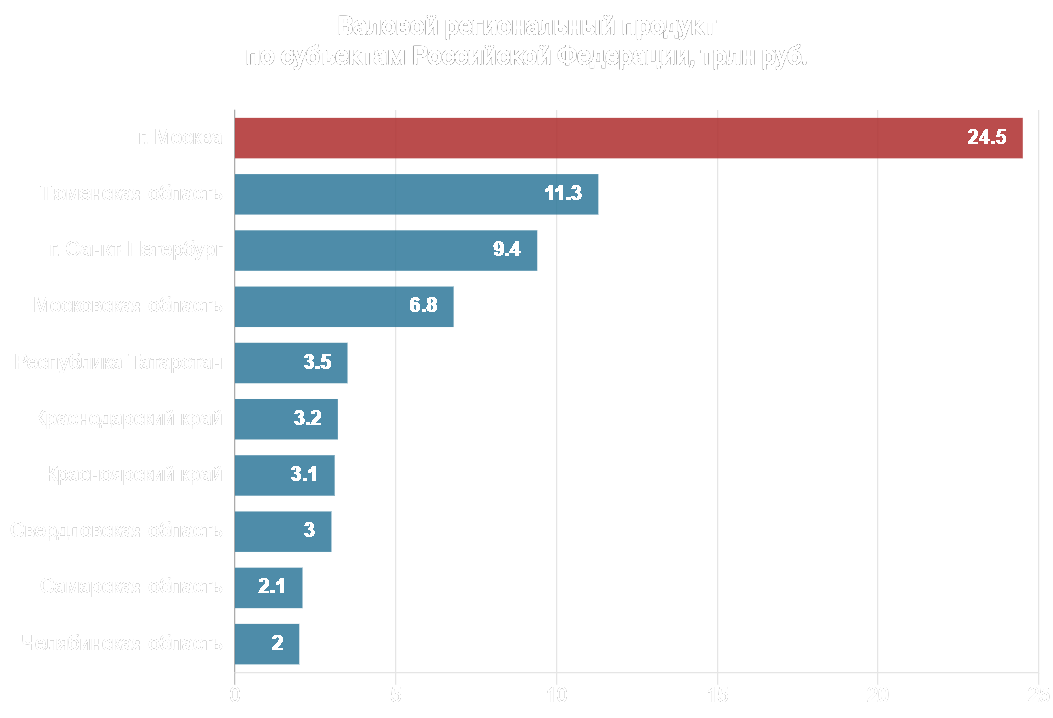 Валовой региональный продукт
по субъектам Российской Федерации, трлн руб.
г. Москва 24.5
Тюменская область 11.3
г. Санкт Петербург 9.4
Московская область 6.8
Республика Татарстан 3.5
Краснодарский край 3.2
Красноярский край 3.1
Свердловская область 3
Самарская область 2.1
Челябинская область 2
0 5 10 15 20 25